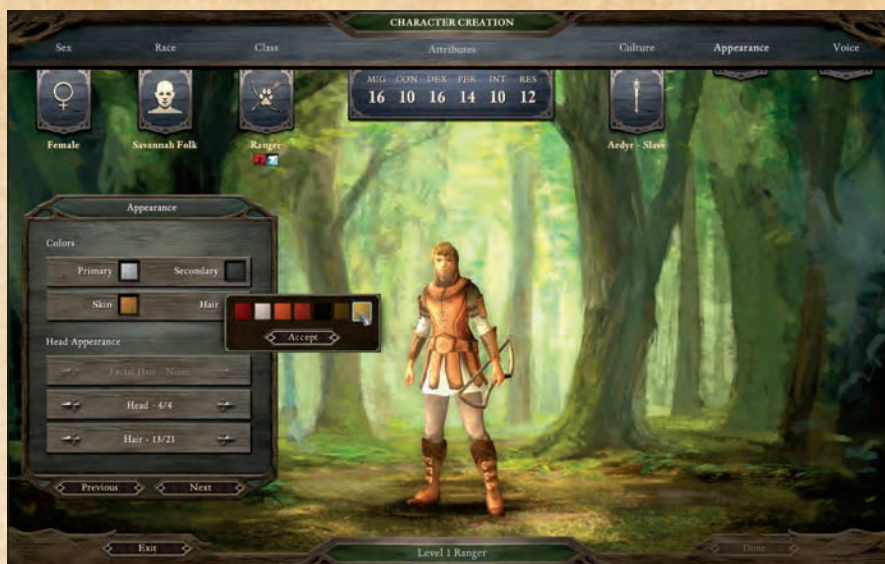 CHARACTER CREATION
Sex Race Class Attributes Culture Appearance Voice
MIG CON DEX PER INT RES
16 10 16 14 10 12
Female Savannah Folk Ranger Aedyr - Slave
Appearance
Colors
Primary Secondary
Skin Hair
Accept
Head Appearance
Facial Hair - None
Head - 4/4
Hair - 13/21
Previous Next
Exit Level 1 Ranger Done